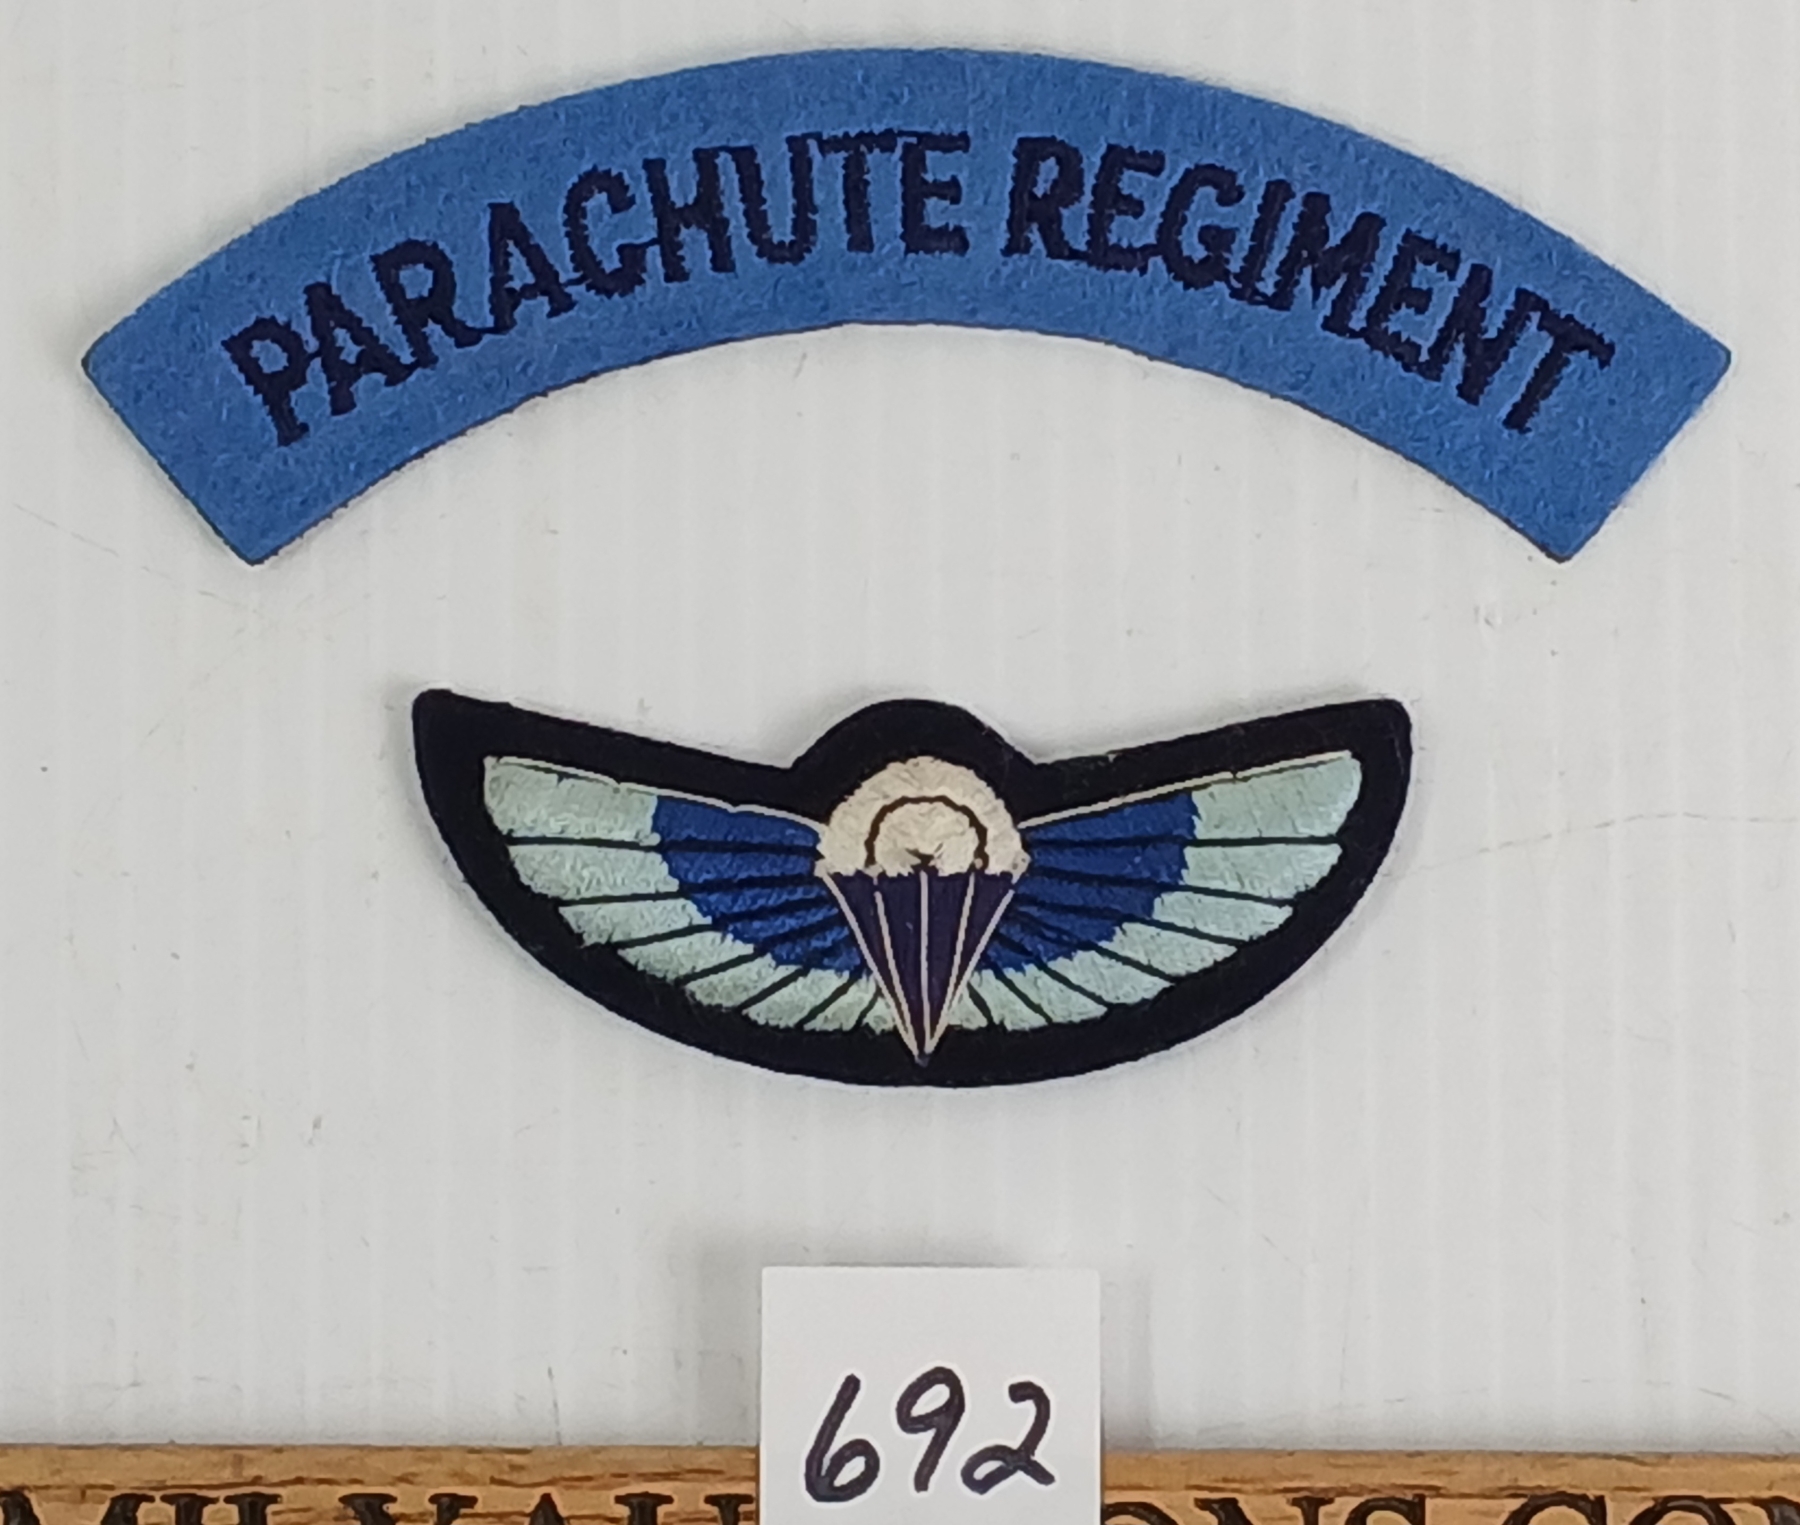 PARACHUTE REGIMENT
692